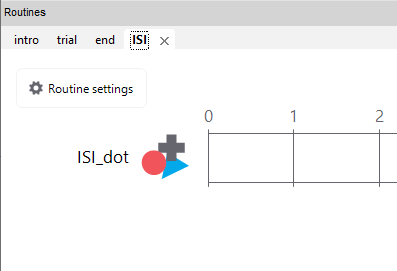 Routines
intro trial end ISI
Routine settings
0 1 2
ISI_dot